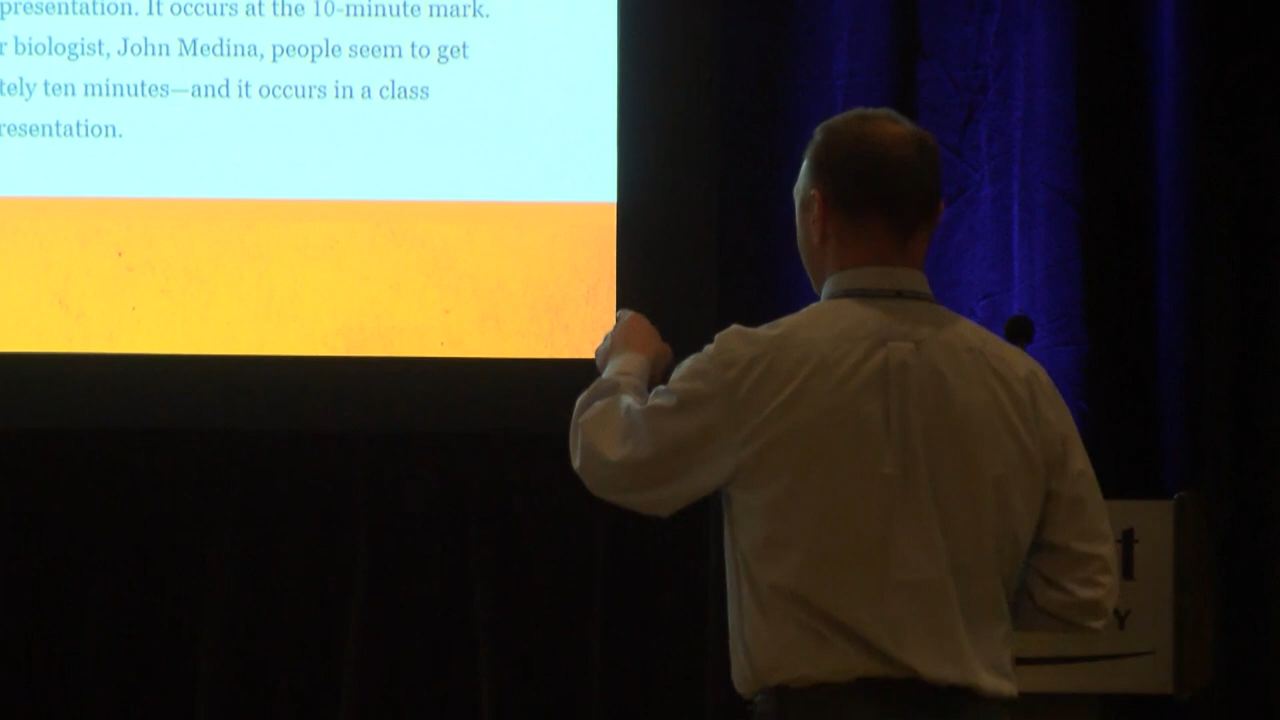 presentation. It occurs at the 10-minute mark.
r biologist, John Medina, people seem to get
tely ten minutes—and it occurs in a class
resentation.
t
Y